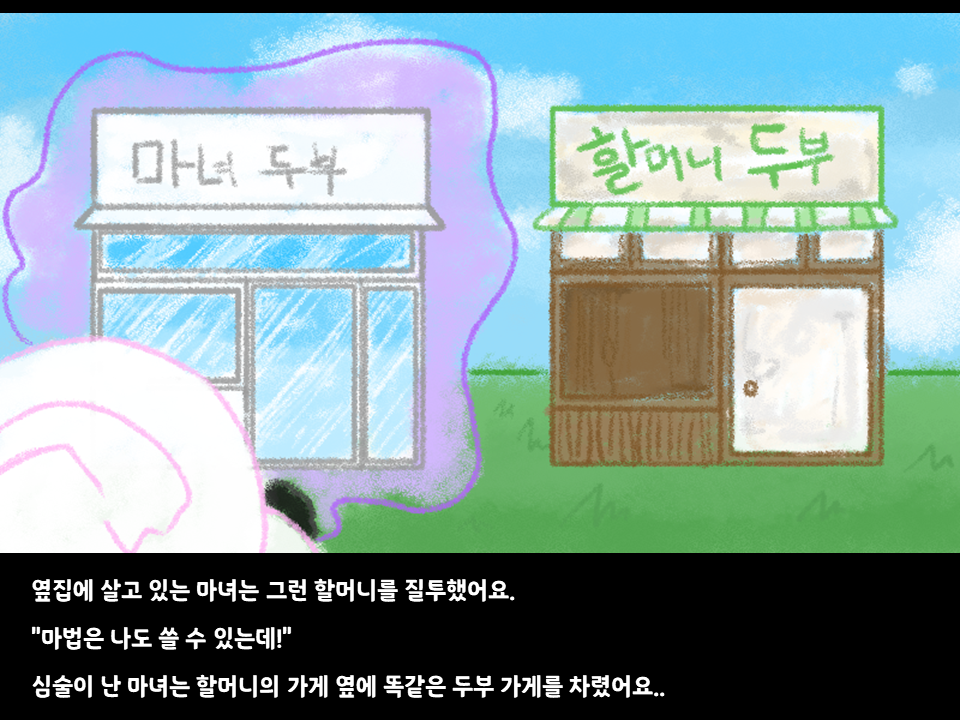 마녀 두부
할머니 두부
옆집에 살고 있는 마녀는 그런 할머니를 질투했어요.
"마법은 나도 쓸 수 있는데!"
심술이 난 마녀는 할머니의 가게 옆에 똑같은 두부 가게를 차렸어요..